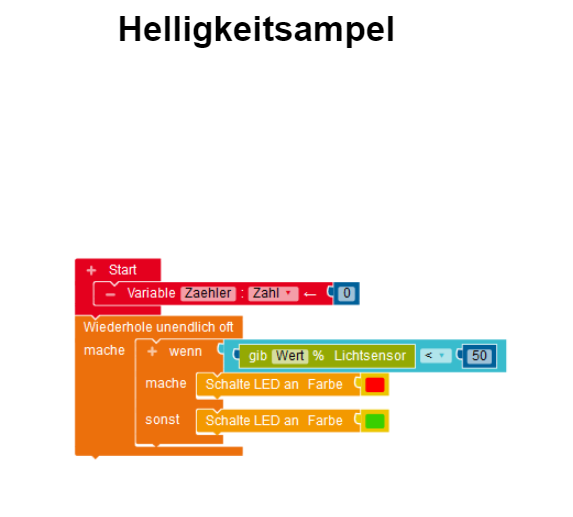 Helligkeitsampel
+ Start
− Variable Zaehler : Zahl ▾ ← 0
Wiederhole unendlich oft
mache + wenn gib Wert % Lichtsensor < ▾ 50
mache Schalte LED an Farbe
sonst Schalte LED an Farbe